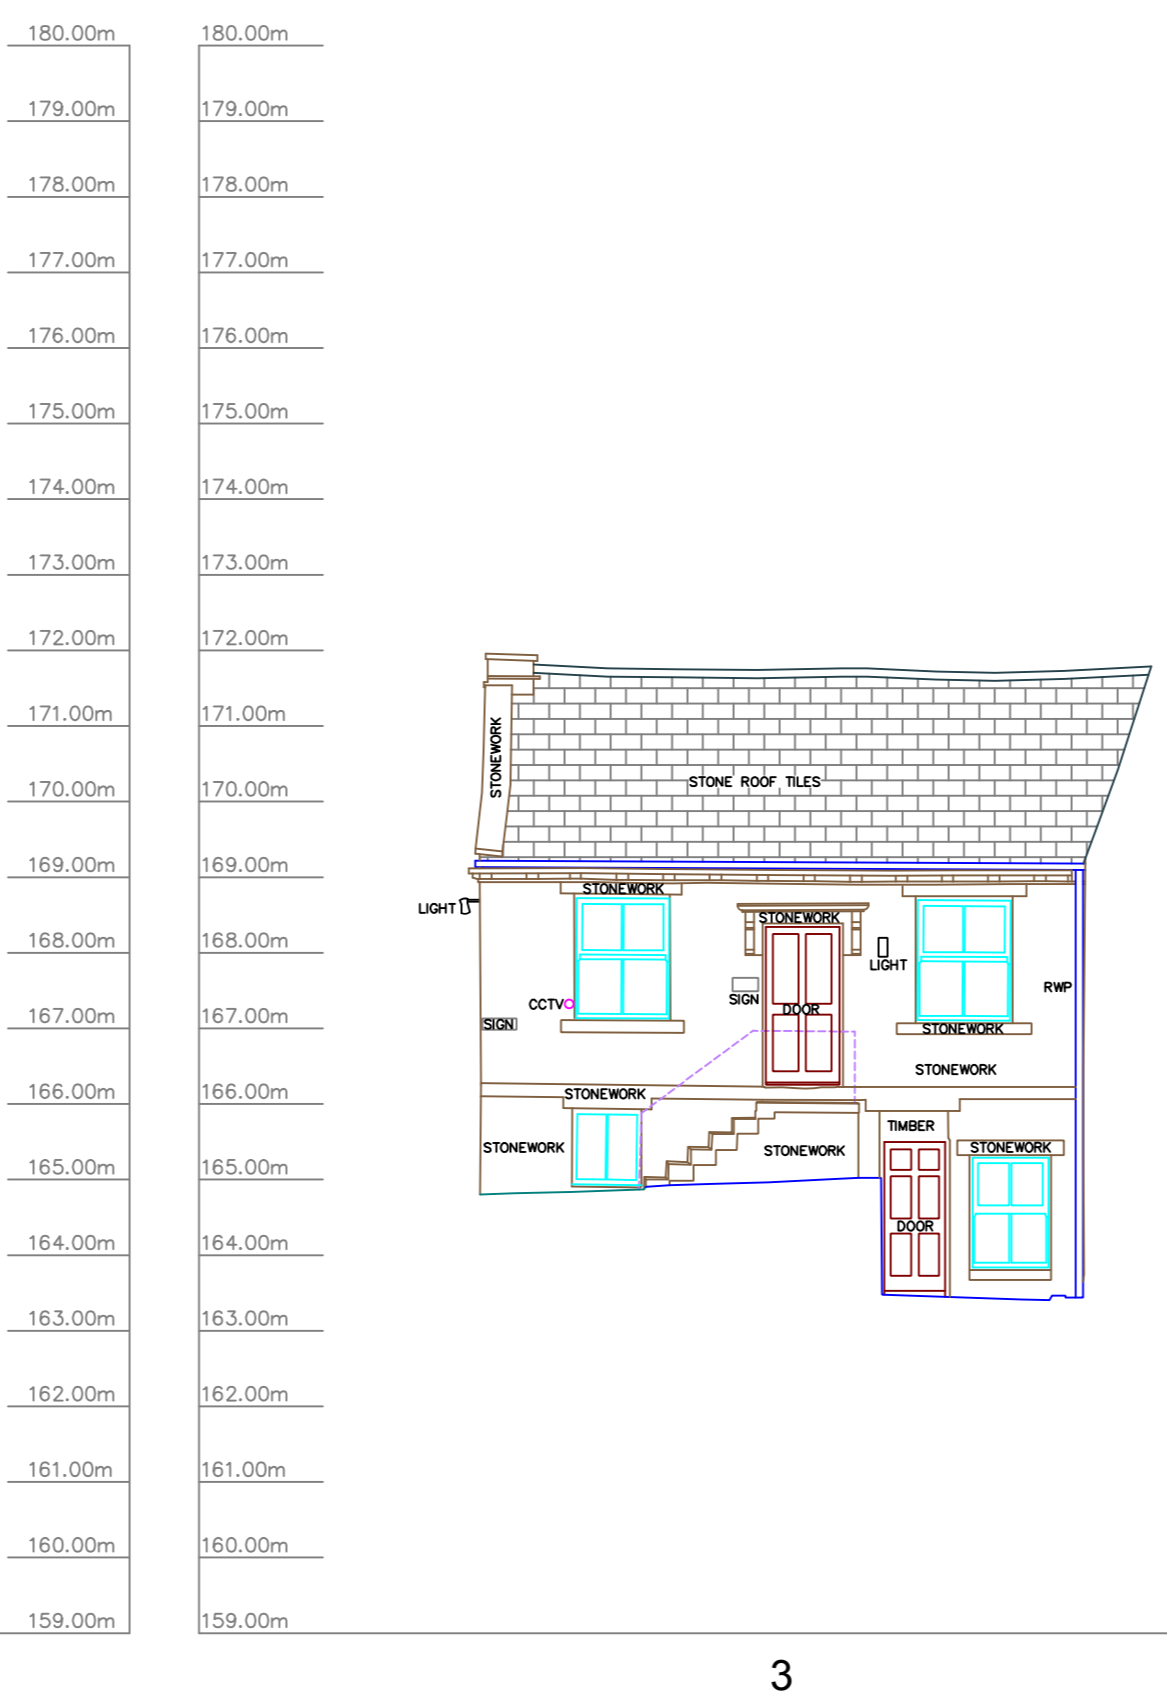 180.00m 180.00m
179.00m 179.00m
178.00m 178.00m
177.00m 177.00m
176.00m 176.00m
175.00m 175.00m
174.00m 174.00m
173.00m 173.00m
172.00m 172.00m
171.00m 171.00m
STONEWORK
170.00m 170.00m
STONE ROOF TILES
169.00m 169.00m
STONEWORK
LIGHT
STONEWORK
168.00m 168.00m
LIGHT
RWP
SIGN
CCTV
DOOR
167.00m 167.00m
SIGN
STONEWORK
STONEWORK
166.00m 166.00m
STONEWORK
TIMBER
STONEWORK
STONEWORK
STONEWORK
165.00m 165.00m
DOOR
164.00m 164.00m
163.00m 163.00m
162.00m 162.00m
161.00m 161.00m
160.00m 160.00m
159.00m 159.00m
3